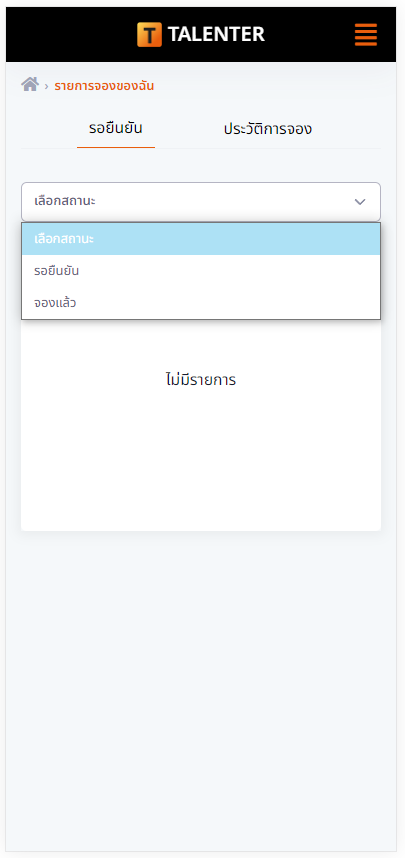 T TALENTER
› รายการจองของฉัน
รอยืนยัน ประวัติการจอง
เลือกสถานะ
เลือกสถานะ
รอยืนยัน
จองแล้ว
ไม่มีรายการ